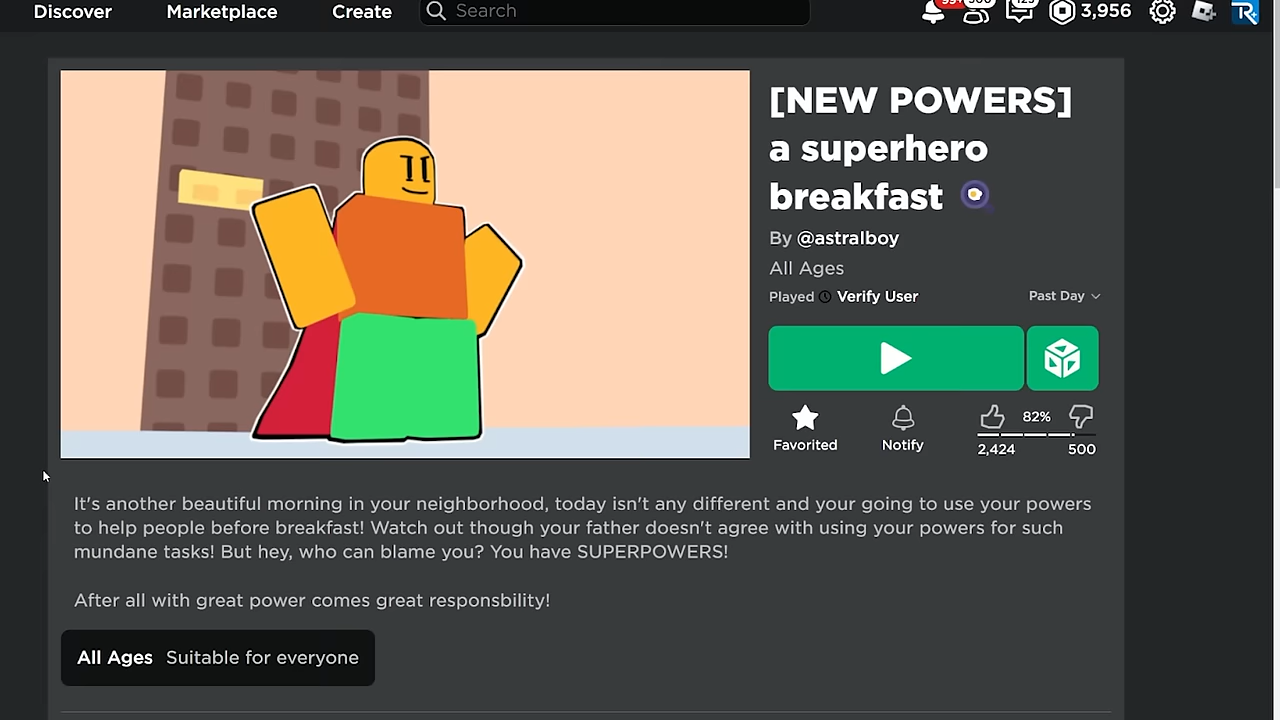 Discover Marketplace Create Search 99+ 500 123 3,956
[NEW POWERS]
a superhero
breakfast
By @astralboy
All Ages
Played Verify User Past Day
82%
Favorited Notify 2,424 500
It's another beautiful morning in your neighborhood, today isn't any different and your going to use your powers
to help people before breakfast! Watch out though your father doesn't agree with using your powers for such
mundane tasks! But hey, who can blame you? You have SUPERPOWERS!
After all with great power comes great responsbility!
All Ages Suitable for everyone